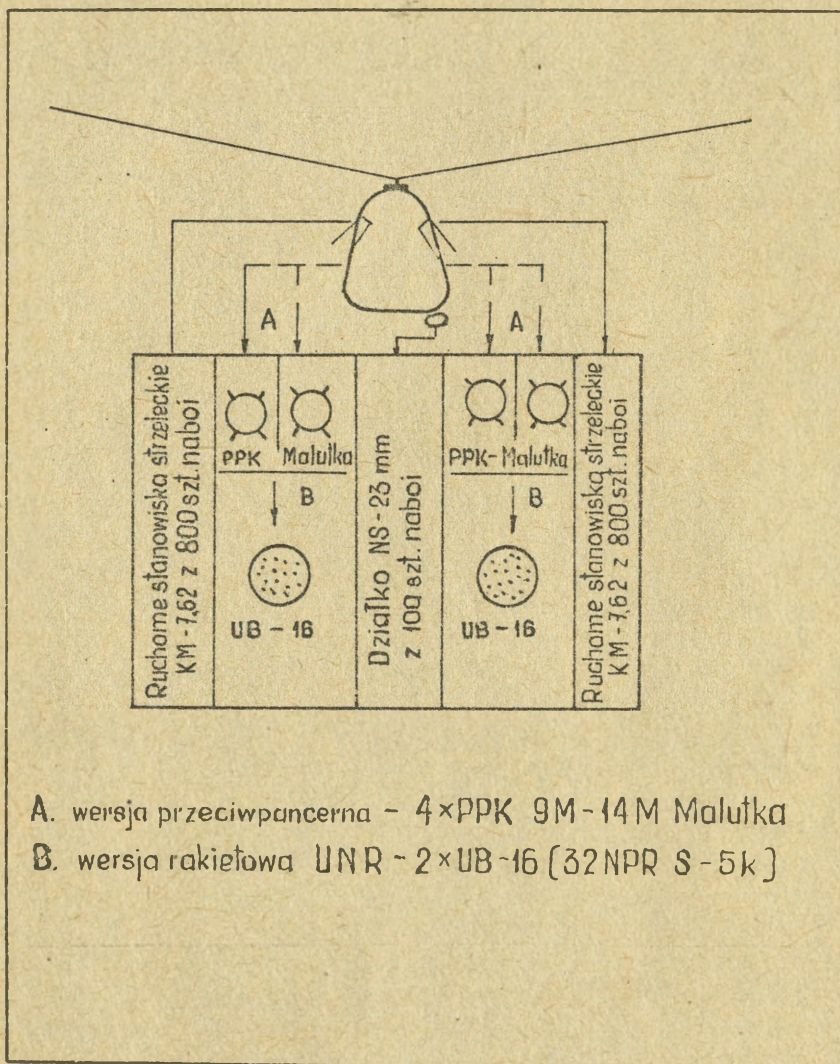 A
A
Ruchome stanowiska strzeleckie
KM-7,62 z 800 szt. naboi
PPK Malutka
B
UB-16
Działko NS-23 mm
z 100 szt. naboi
PPK-Malutka
B
UB-16
Ruchome stanowiska strzeleckie
KM-7,62 z 800 szt. naboi
A. wersja przeciwpancerna - 4×PPK 9M-14M Malutka
B. wersja rakietowa UNR - 2×UB-16 [32NPR S-5k]